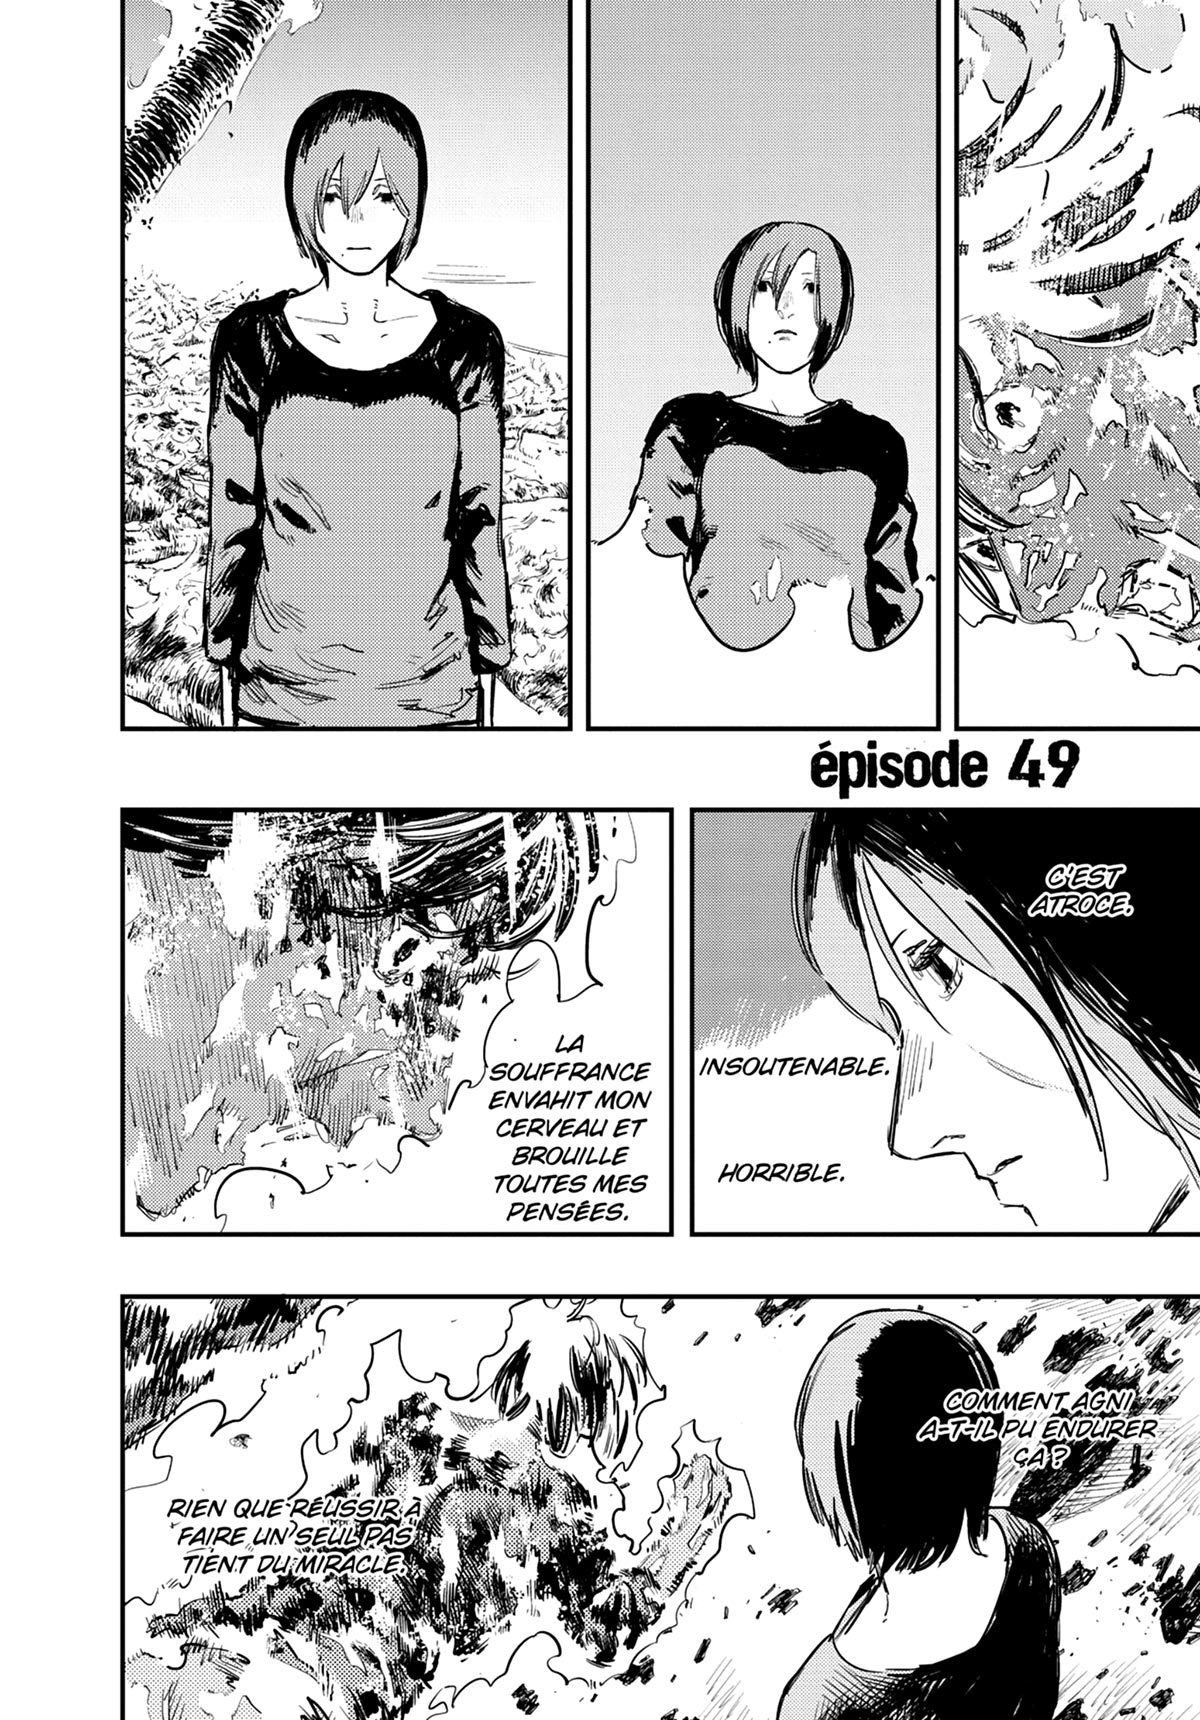 épisode 49
C'EST
ATROCE.
INSOUTENABLE.
HORRIBLE.
LA
SOUFFRANCE
ENVAHIT MON
CERVEAU ET
BROUILLE
TOUTES MES
PENSÉES.
COMMENT AGNI
A-T-IL PU ENDURER
ÇA ?
RIEN QUE RÉUSSIR À
FAIRE UN SEUL PAS
TIENT DU MIRACLE.